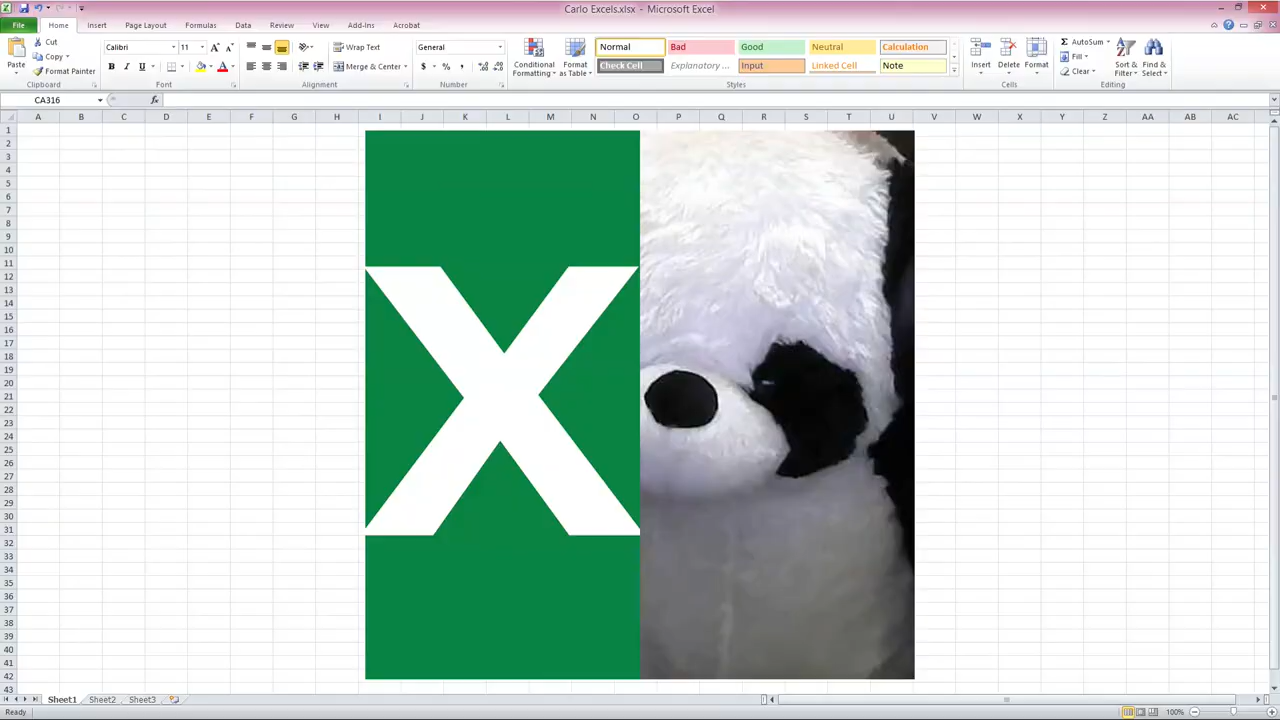 Carlo Excels.xlsx - Microsoft Excel
File Home Insert Page Layout Formulas Data Review View Add-Ins Acrobat
Paste Cut Copy Format Painter Clipboard
Calibri 11 B I U A Font
Wrap Text Merge & Center Alignment
General $ % , Number
Conditional Formatting Format as Table
Normal Bad Good Neutral Calculation
Check Cell Explanatory ... Input Linked Cell Note
Styles
Insert Delete Format Cells
AutoSum Fill Clear Sort & Filter Find & Select Editing
CA316 fx
A B C D E F G H I J K L M N O P Q R S T U V W X Y Z AA AB AC
1
2
3
4
5
6
7
8
9
10
11
12
13
14
15
16
17
18
19
20
21
22
23
24
25
26
27
28
29
30
31
32
33
34
35
36
37
38
39
40
41
42
43
X
Sheet1 Sheet2 Sheet3
Ready 100%